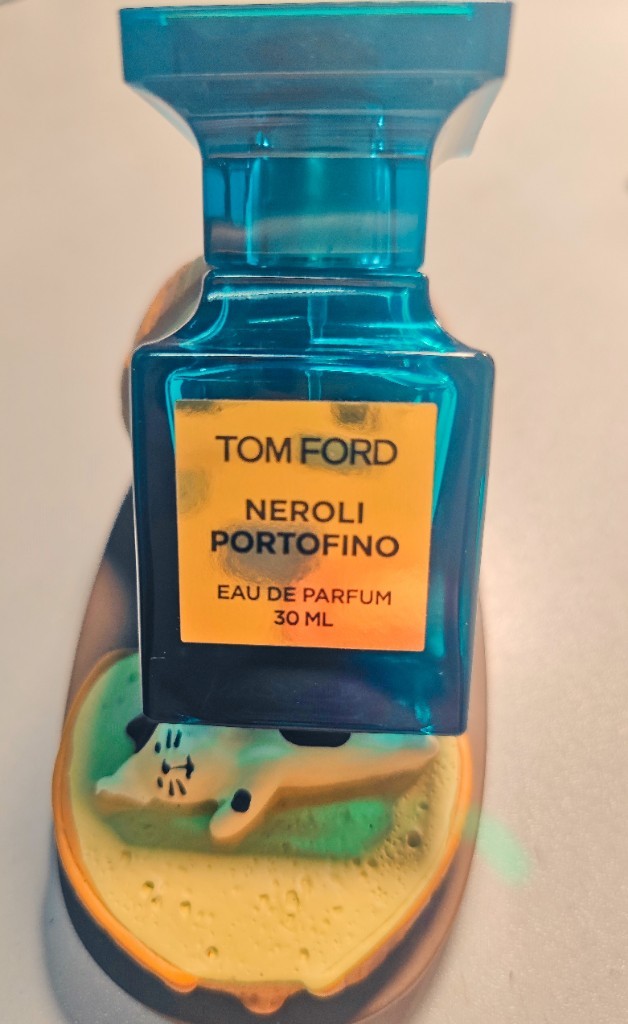 TOM FORD
NEROLI
PORTOFINO
EAU DE PARFUM
30 ML